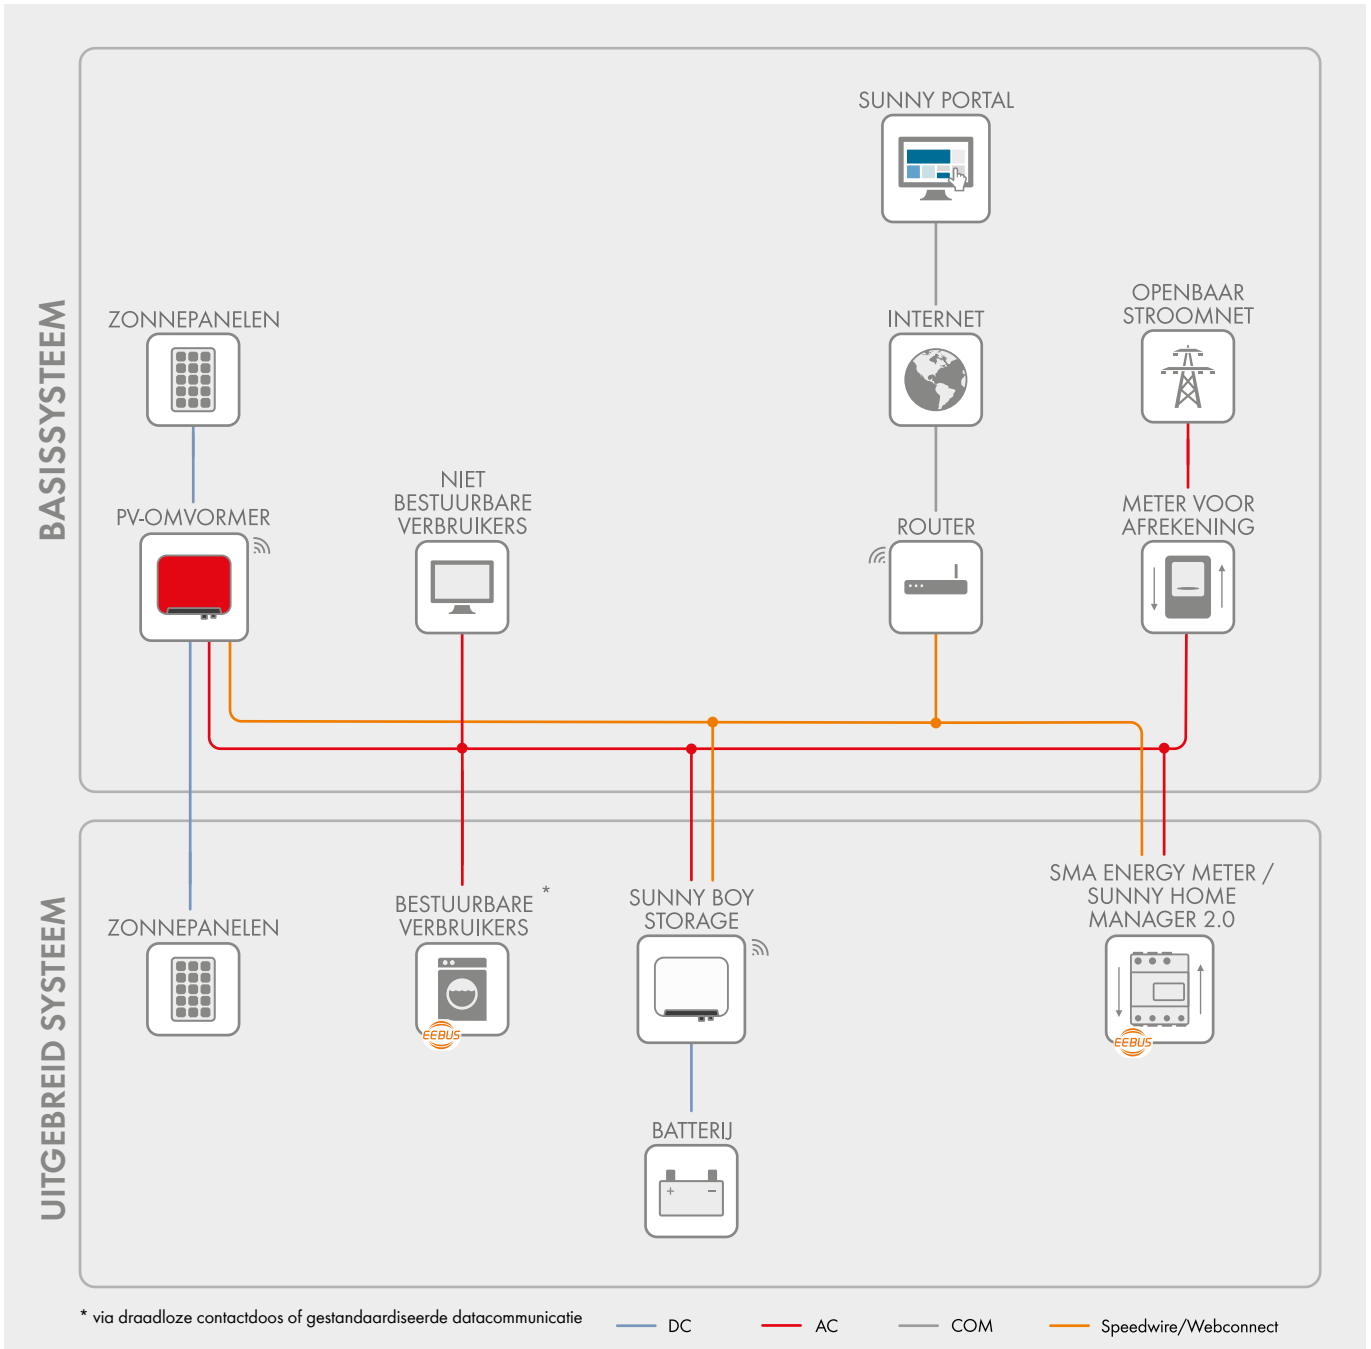 BASISSYSTEEM
SUNNY PORTAL
ZONNEPANELEN
INTERNET
OPENBAAR
STROOMNET
PV-OMVORMER
NIET
BESTUURBARE
VERBRUIKERS
ROUTER
METER VOOR
AFREKENING
UITGEBREID SYSTEEM
ZONNEPANELEN
BESTUURBARE *
VERBRUIKERS
EEBUS
SUNNY BOY
STORAGE
SMA ENERGY METER /
SUNNY HOME
MANAGER 2.0
EEBUS
BATTERIJ
+ −
* via draadloze contactdoos of gestandaardiseerde datacommunicatie
DC
AC
COM
Speedwire/Webconnect